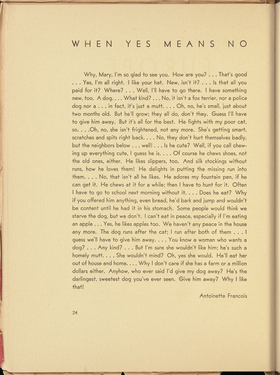 WHEN YES MEANS NO
Why, Mary, I'm so glad to see you. How are you? . . . That's good
. . . Yes, I'm all right. I like your hat. New, isn't it? . . . Is that all you
paid for it? Where? . . . Well, I'll have to go there. I have something
new, too. A dog. . . . What kind? . . . No, it isn't a fox terrier, nor a police
dog nor a . . . in fact, it's just a mutt. . . . Oh, no, he's small, just about
two months old. But he'll grow; they all do, don't they. Guess I'll have
to give him away. But it's all for the best. He fights with my poor cat,
so. . . .Oh, no, she isn't frightened, not any more. She's getting smart,
scratches and spits right back. . . . No, they don't hurt themselves badly,
but the neighbors below . . . well! . . . Is he cute? Well, if you call chew-
ing up everything cute, I guess he is. . . . Of course he chews shoes, not
the old ones, either. He likes slippers, too. And silk stockings without
runs, how he loves them! He delights in putting the runs into
them. . . . No, that isn't all he likes. He adores my fountain pen, if he
can get it. He chews at it for a while; then I have to hunt for it. Often
I have to go to school next morning without it. . . . Does he eat? Why
if you offered him anything, even bread, he'd bark and jump and wouldn't
be content until he had it in his stomach. Some people would think we
starve the dog, but we don't. I can't eat in peace, especially if I'm eating
an apple . . . Yes, he likes apples too. We haven't any peace in the house
any more. The dog runs after the cat; I run after both of them . . . I
guess we'll have to give him away. . . . You know a woman who wants a
dog? . . . Any kind? . . . But I'm sure she wouldn't like him; he's such a
homely mutt. . . . She wouldn't mind? Oh, yes she would. He'll eat her
out of house and home. . . . Why I don't care if she has a farm or a million
dollars either. Anyhow, who ever said I'd give my dog away? He's the
darlingest, sweetest dog you've ever seen. Give him away? Why I like
that!
Antoinette Francois
24